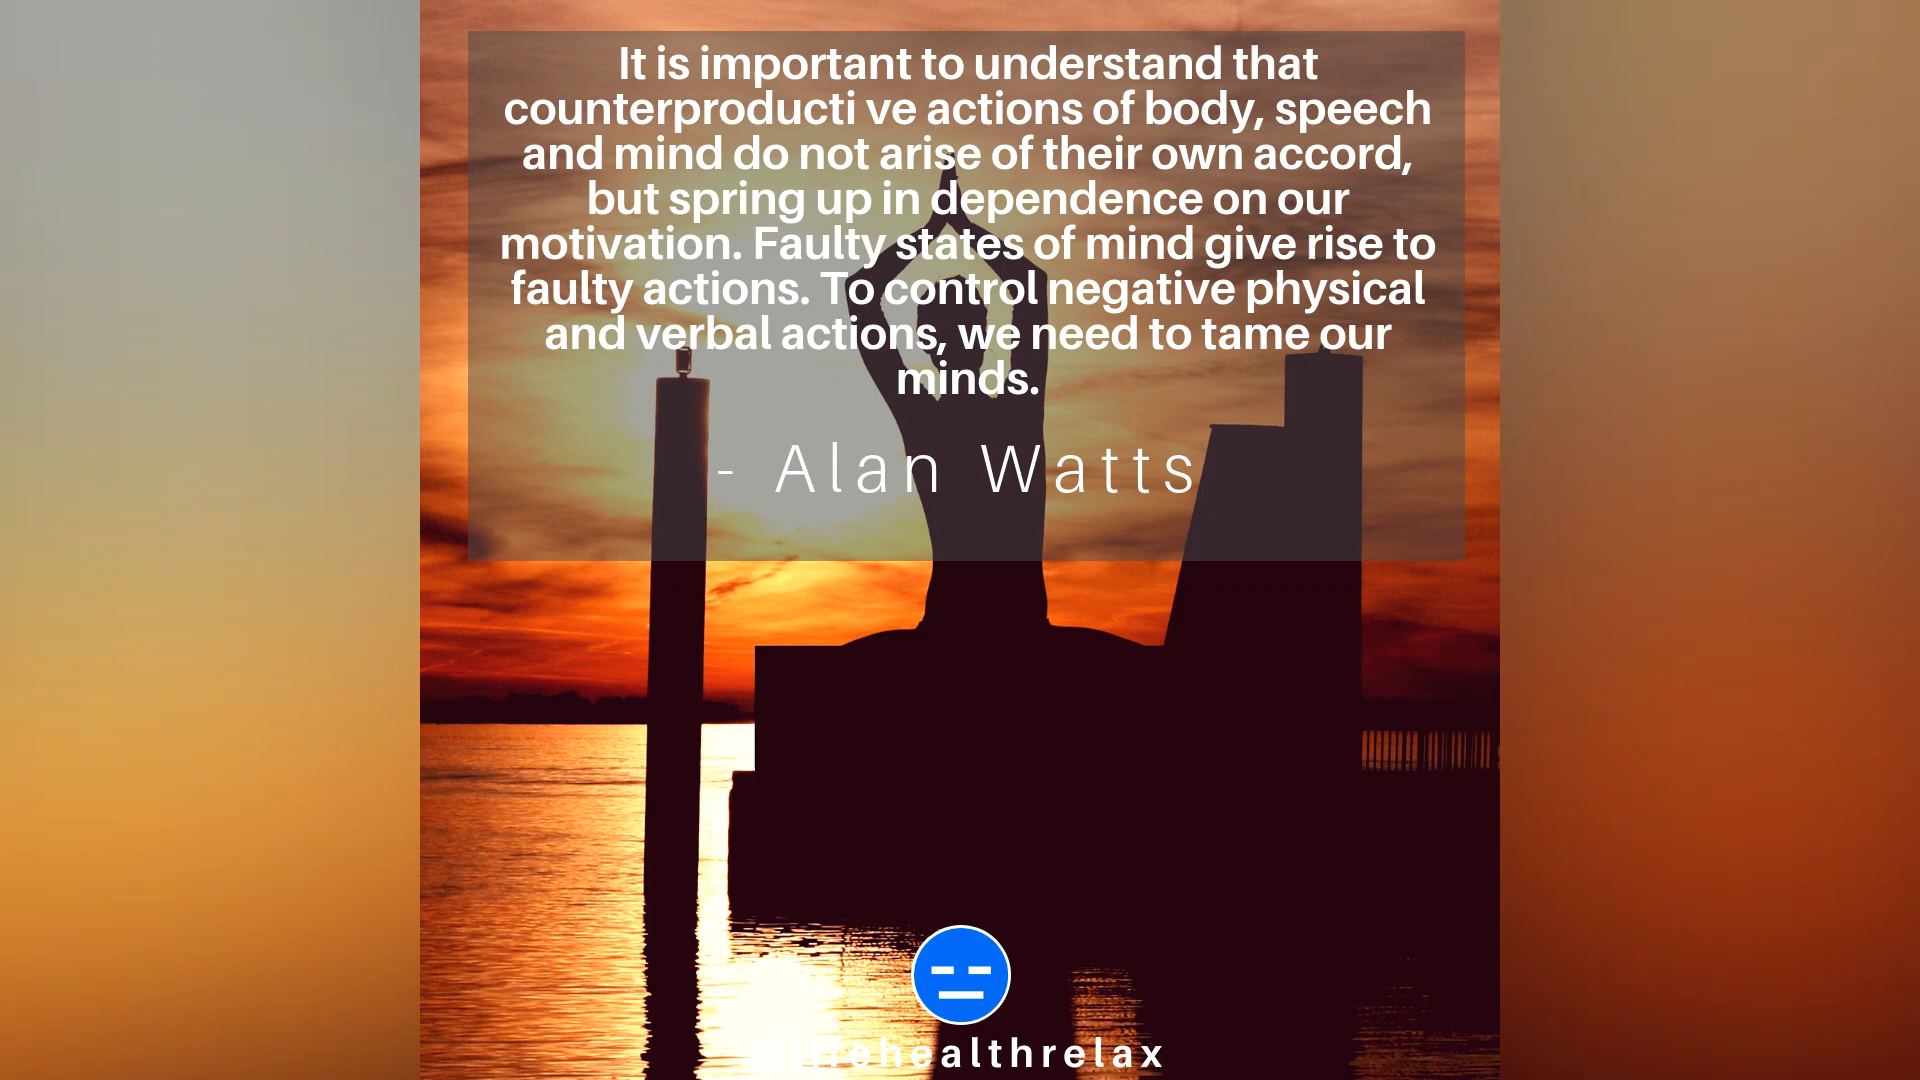 It is important to understand that
counterproducti ve actions of body, speech
and mind do not arise of their own accord,
but spring up in dependence on our
motivation. Faulty states of mind give rise to
faulty actions. To control negative physical
and verbal actions, we need to tame our
minds.
- Alan Watts
@lifehealthrelax